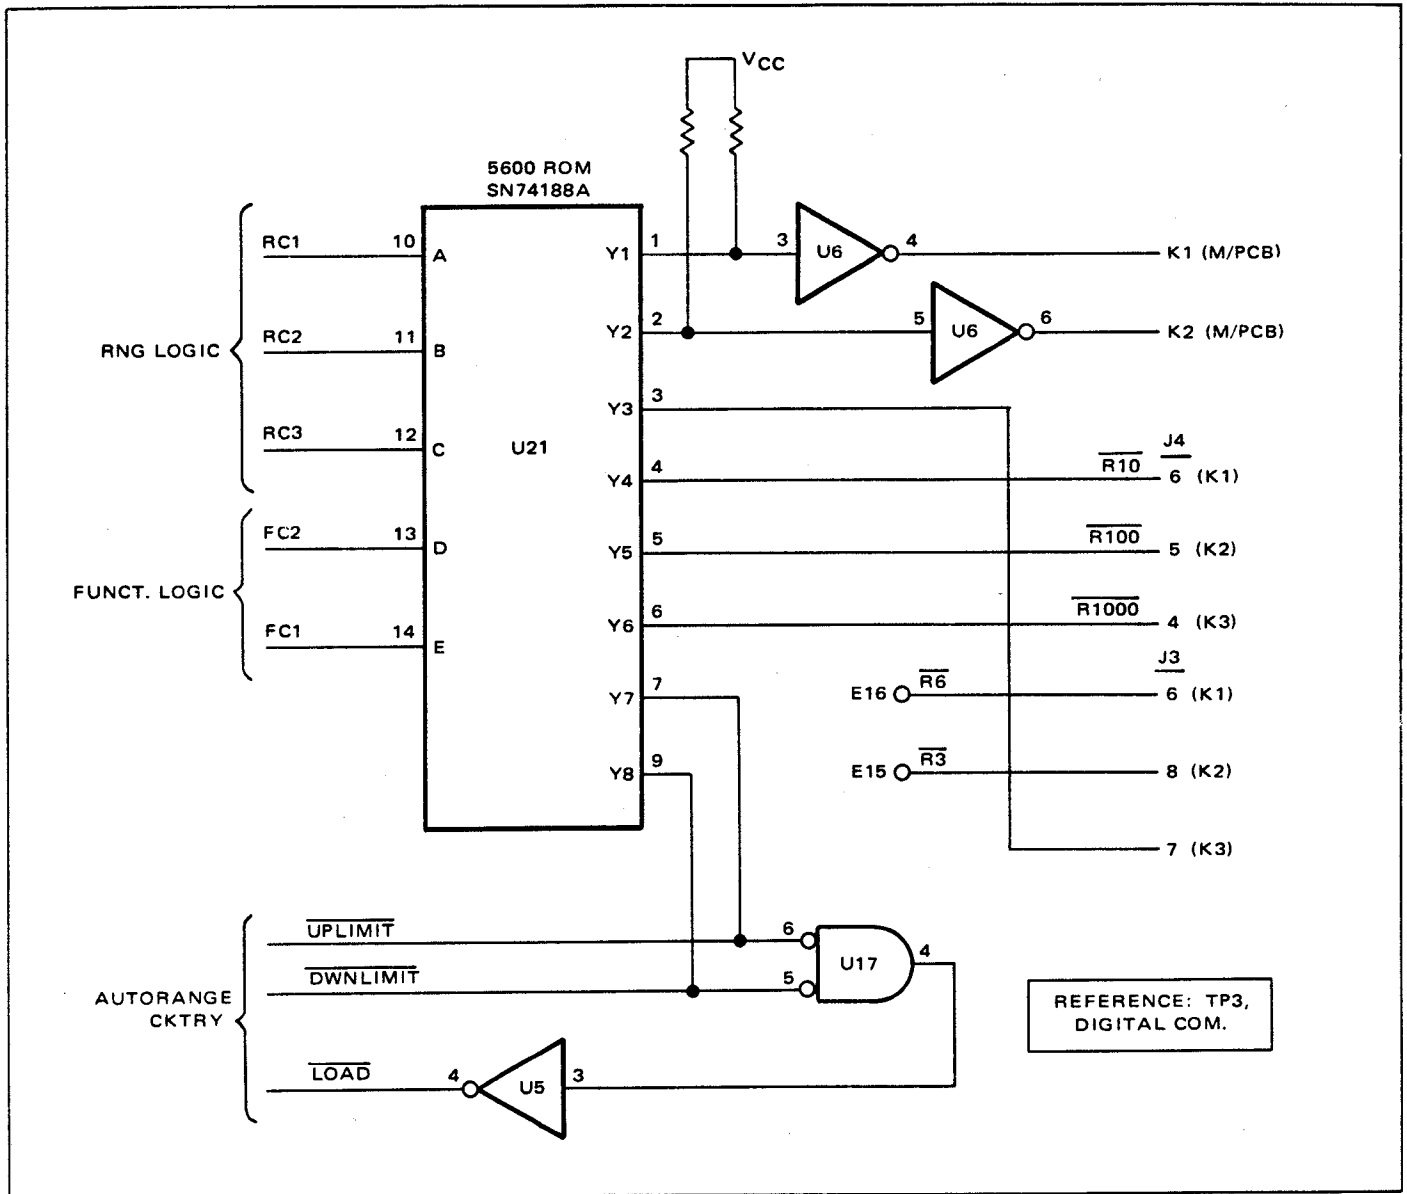 VCC
5600 ROM
SN74188A
RNG LOGIC
RC1 10 A
RC2 11 B
RC3 12 C
FUNCT. LOGIC
FC2 13 D
FC1 14 E
U21
Y1 1 3 U6 4 K1 (M/PCB)
Y2 2 5 U6 6 K2 (M/PCB)
Y3 3
J4
Y4 4 R10 6 (K1)
Y5 5 R100 5 (K2)
Y6 6 R1000 4 (K3)
J3
Y7 7 E16 R6 6 (K1)
Y8 9 E15 R3 8 (K2)
7 (K3)
AUTORANGE
CKTRY
UPLIMIT 6
DWNLIMIT 5
U17 4
LOAD 4 U5 3
REFERENCE: TP3,
DIGITAL COM.